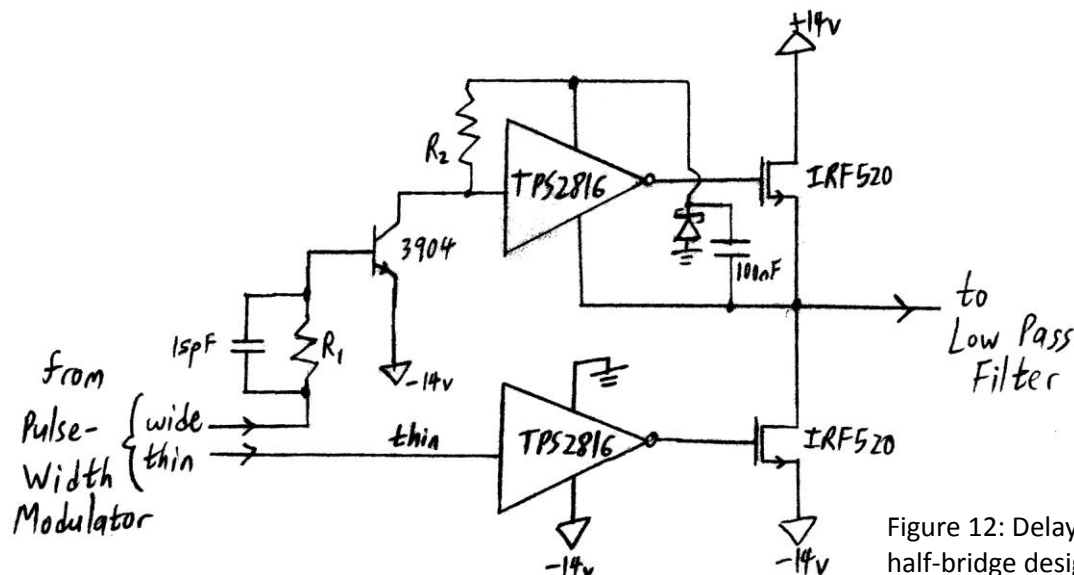 +14v
R2
TPS2816
IRF520
3904
100nF
to
Low Pass
Filter
15pF
R1
-14v
from
Pulse-
Width
Modulator
wide
thin
thin
TPS2816
IRF520
-14v
-14v
Figure 12: Delay
half-bridge desig